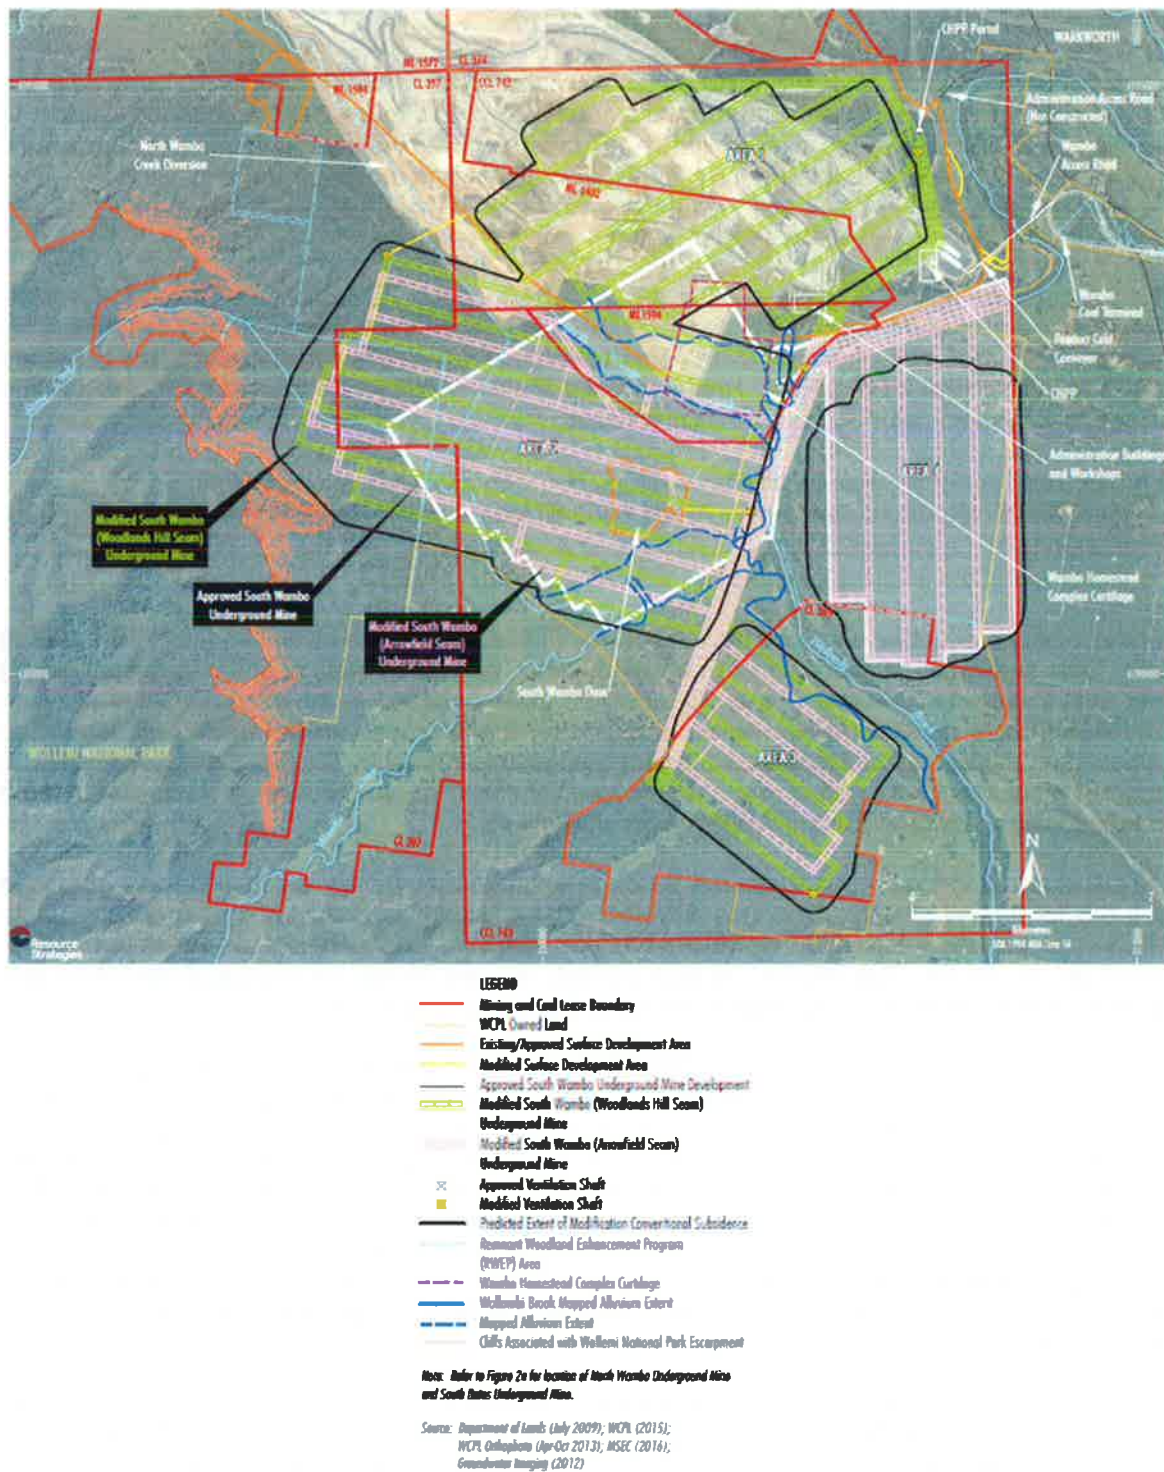 CHPP Portal
WARKWORTH
ML 1572
CL 374
CL 397
CCL 743
Administration Access Road
(Not Constructed)
North Wambo
Creek Diversion
Wambo
Access Road
AREA
ML 1402
Wambo
Coal Terminal
ML 1594
Product Coal
Conveyor
CHPP
AREA 2
AREA
Administration Buildings
and Workshops
Modified South Wambo
(Woodlands Hill Seam)
Underground Mine
Approved South Wambo
Underground Mine
Modified South Wambo
(Arrowfield Seam)
Underground Mine
Wambo Homestead
Complex Curtilage
South Wambo Dam
WOLLEMI NATIONAL PARK
AREA 3
CL 397
N
CCL 743
Resource
Strategies
Kilometres
LEGEND
Mining and Coal Lease Boundary
WCPL Owned Land
Existing/Approved Surface Development Area
Modified Surface Development Area
Approved South Wambo Underground Mine Development
Modified South Wambo (Woodlands Hill Seam)
Underground Mine
Modified South Wambo (Arrowfield Seam)
Underground Mine
Approved Ventilation Shaft
Modified Ventilation Shaft
Predicted Extent of Modification Conventional Subsidence
Remnant Woodland Enhancement Program
(RWEP) Area
Wambo Homestead Complex Curtilage
Wollombi Brook Mapped Alluvium Extent
Mapped Alluvium Extent
Cliffs Associated with Wollemi National Park Escarpment
Note: Refer to Figure 2a for location of North Wambo Underground Mine
and South Bates Underground Mine.
Source: Department of Lands (July 2009); WCPL (2015);
WCPL Orthophoto (Apr-Oct 2013); MSEC (2016);
Groundwater Imaging (2012)